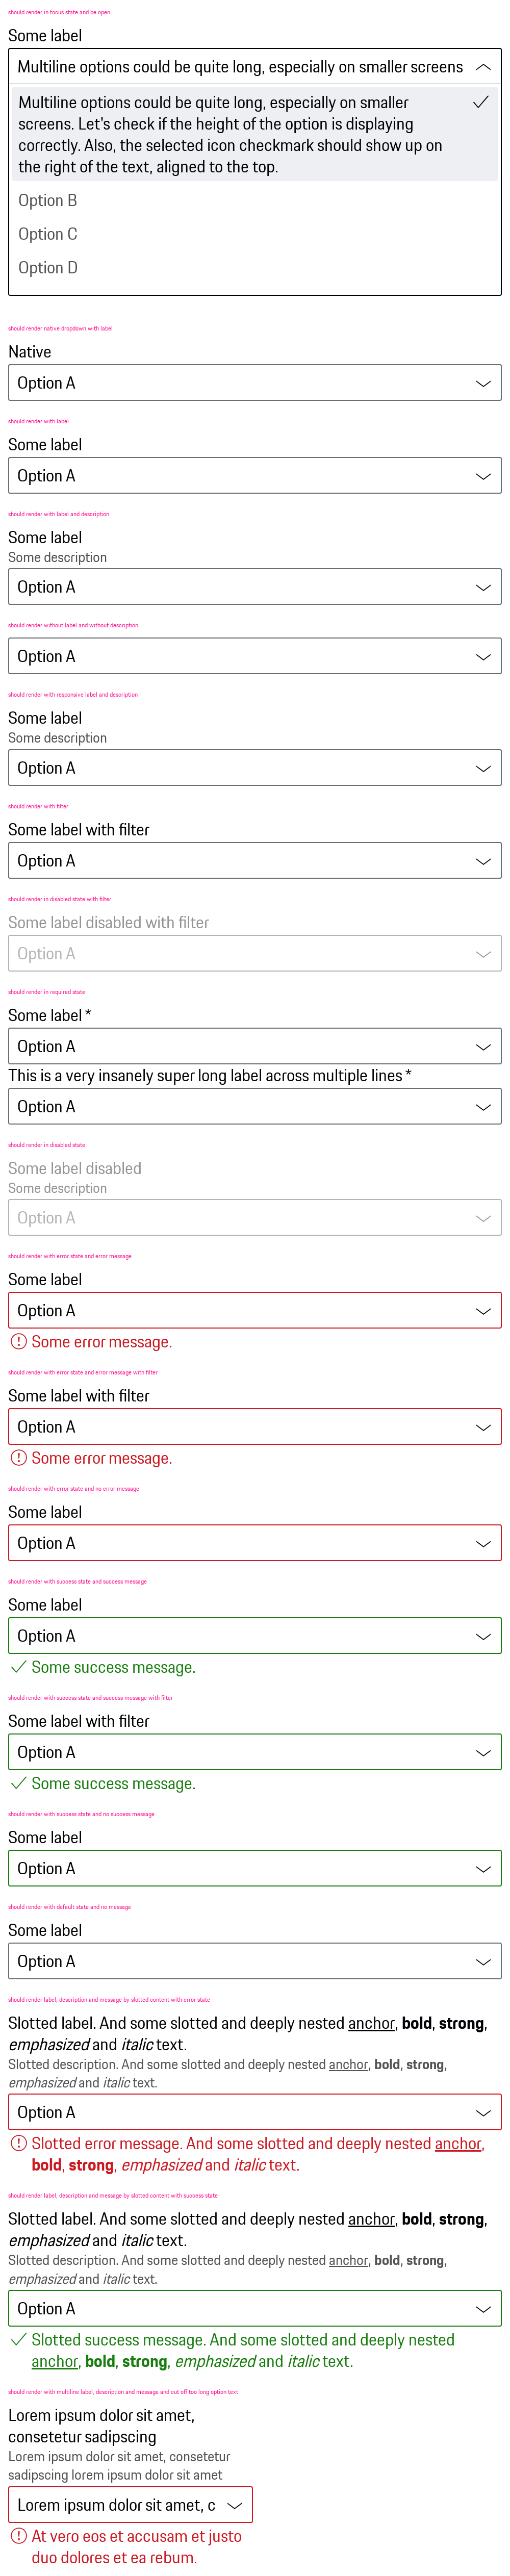 should render in focus state and be open
Some label
Multiline options could be quite long, especially on smaller screens
Multiline options could be quite long, especially on smaller
screens. Let's check if the height of the option is displaying
correctly. Also, the selected icon checkmark should show up on
the right of the text, aligned to the top.
Option B
Option C
Option D
should render native dropdown with label
Native
Option A
should render with label
Some label
Option A
should render with label and description
Some label
Some description
Option A
should render without label and without description
Option A
should render with responsive label and description
Some label
Some description
Option A
should render with filter
Some label with filter
Option A
should render in disabled state with filter
Some label disabled with filter
Option A
should render in required state
Some label *
Option A
This is a very insanely super long label across multiple lines *
Option A
should render in disabled state
Some label disabled
Some description
Option A
should render with error state and error message
Some label
Option A
Some error message.
should render with error state and error message with filter
Some label with filter
Option A
Some error message.
should render with error state and no error message
Some label
Option A
should render with success state and success message
Some label
Option A
Some success message.
should render with success state and success message with filter
Some label with filter
Option A
Some success message.
should render with success state and no success message
Some label
Option A
should render with default state and no message
Some label
Option A
should render label, description and message by slotted content with error state
Slotted label. And some slotted and deeply nested anchor, bold, strong,
emphasized and italic text.
Slotted description. And some slotted and deeply nested anchor, bold, strong,
emphasized and italic text.
Option A
Slotted error message. And some slotted and deeply nested anchor,
bold, strong, emphasized and italic text.
should render label, description and message by slotted content with success state
Slotted label. And some slotted and deeply nested anchor, bold, strong,
emphasized and italic text.
Slotted description. And some slotted and deeply nested anchor, bold, strong,
emphasized and italic text.
Option A
Slotted success message. And some slotted and deeply nested
anchor, bold, strong, emphasized and italic text.
should render with multiline label, description and message and cut off too long option text
Lorem ipsum dolor sit amet,
consetetur sadipscing
Lorem ipsum dolor sit amet, consetetur
sadipscing lorem ipsum dolor sit amet
Lorem ipsum dolor sit amet, c
At vero eos et accusam et justo
duo dolores et ea rebum.